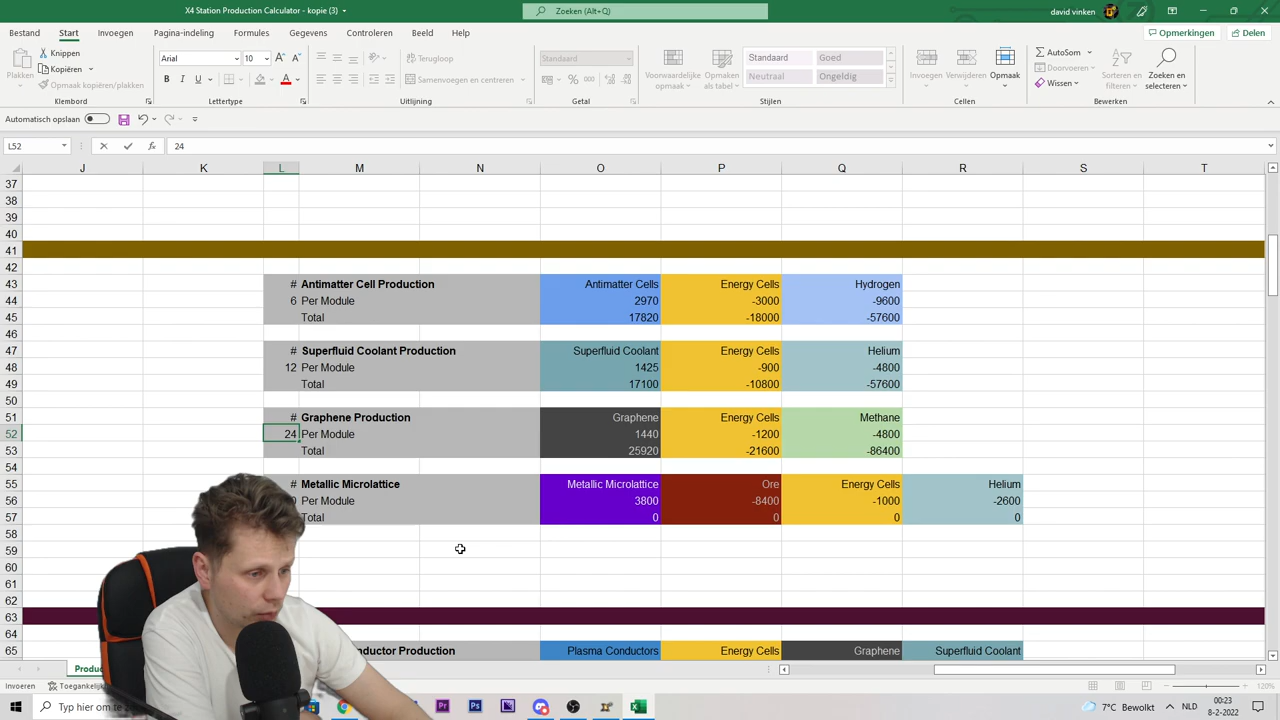 X4 Station Production Calculator - kopie (3)
Zoeken (Alt+Q)
david vinken
Bestand Start Invoegen Pagina-indeling Formules Gegevens Controleren Beeld Help Opmerkingen Delen
Plakken
Knippen
Kopiëren
Opmaak kopiëren/plakken
Klembord
Arial 10
B I U
Lettertype
Terugloop
Samenvoegen en centreren
Uitlijning
Standaard
Getal
Voorwaardelijke opmaak
Opmaken als tabel
Standaard Goed
Neutraal Ongeldig
Stijlen
Invoegen Verwijderen Opmaak
Cellen
AutoSom
Doorvoeren
Wissen
Sorteren en filteren
Zoeken en selecteren
Bewerken
Automatisch opslaan
L52 fx 24
J K L M N O P Q R S T
37
38
39
40
41
42
43 # Antimatter Cell Production Antimatter Cells Energy Cells Hydrogen
44 6 Per Module 2970 -3000 -9600
45 Total 17820 -18000 -57600
46
47 # Superfluid Coolant Production Superfluid Coolant Energy Cells Helium
48 12 Per Module 1425 -900 -4800
49 Total 17100 -10800 -57600
50
51 # Graphene Production Graphene Energy Cells Methane
52 24 Per Module 1440 -1200 -4800
53 Total 25920 -21600 -86400
54
55 # Metallic Microlattice Metallic Microlattice Ore Energy Cells Helium
56 Per Module 3800 -8400 -1000 -2600
57 Total 0 0 0 0
58
59
60
61
62
63
64
65 Production Plasma Conductors Energy Cells Graphene Superfluid Coolant
Invoeren
120%
Typ hier om te
7°C Bewolkt NLD 00:23
8-2-2022